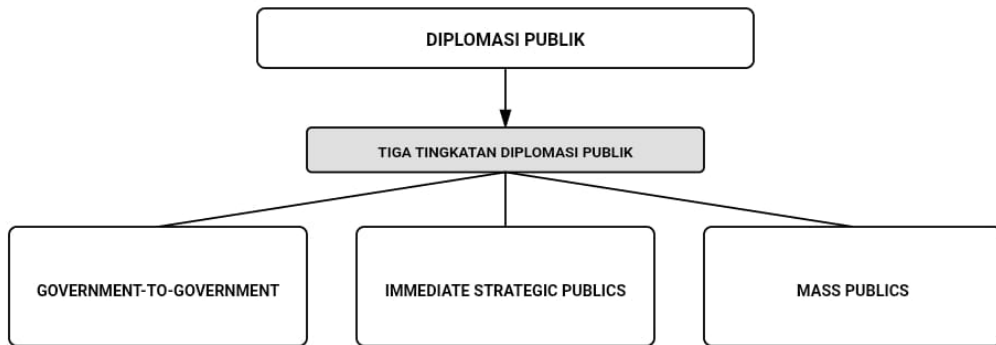 DIPLOMASI PUBLIK
TIGA TINGKATAN DIPLOMASI PUBLIK
GOVERNMENT-TO-GOVERNMENT
IMMEDIATE STRATEGIC PUBLICS
MASS PUBLICS